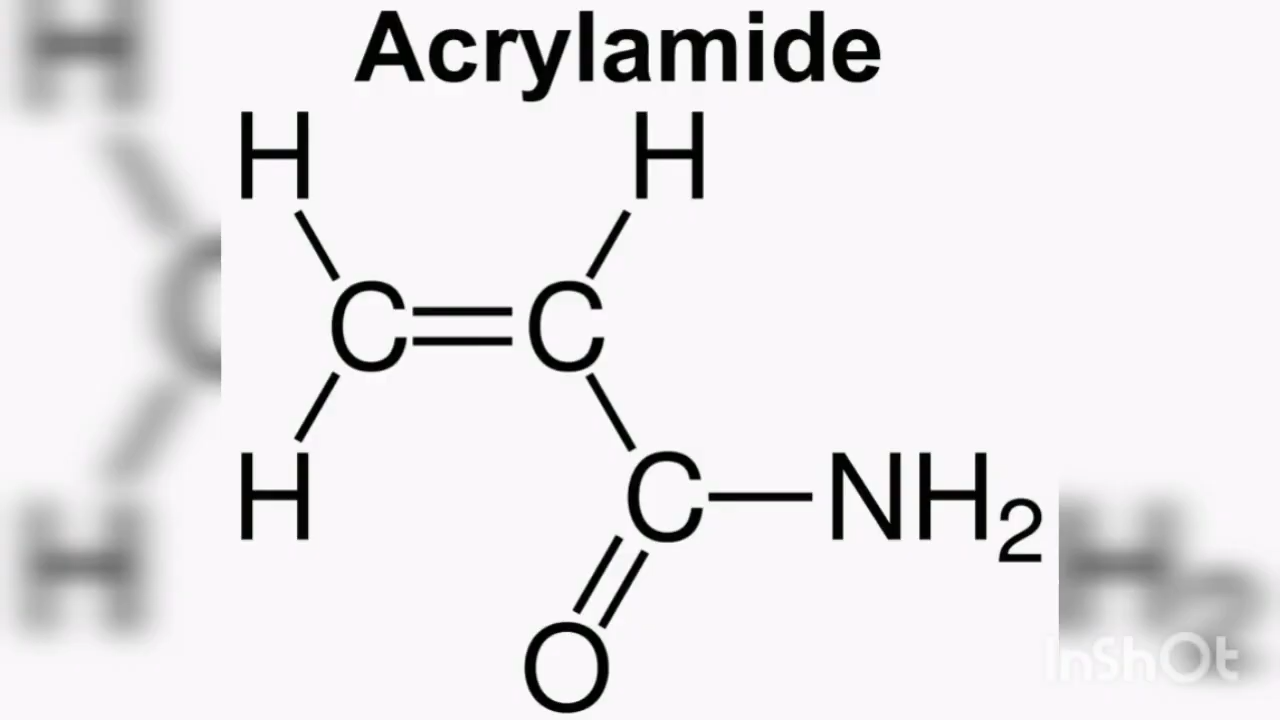 Acrylamide
H H
C=C
H C—NH2
O
InShOt